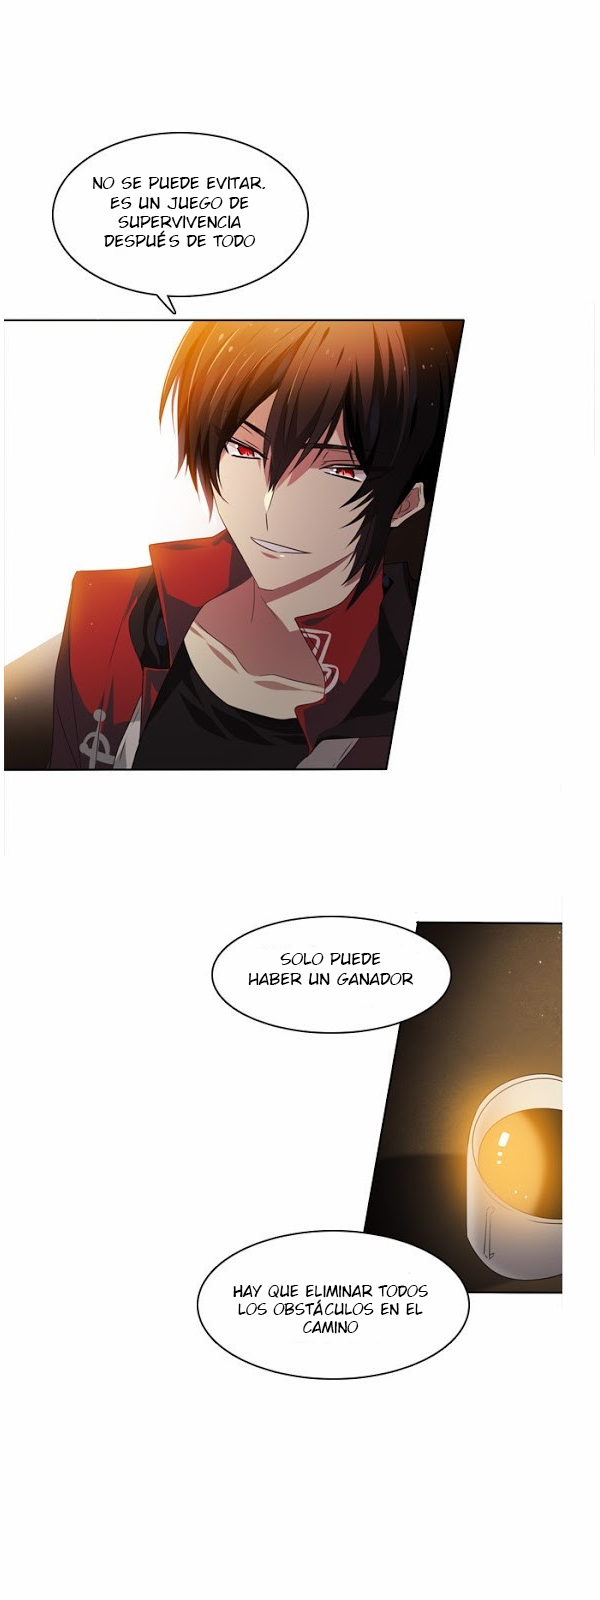 NO SE PUEDE EVITAR.
ES UN JUEGO DE
SUPERVIVENCIA
DESPUÉS DE TODO
SOLO PUEDE
HABER UN GANADOR
HAY QUE ELIMINAR TODOS
LOS OBSTÁCULOS EN EL
CAMINO